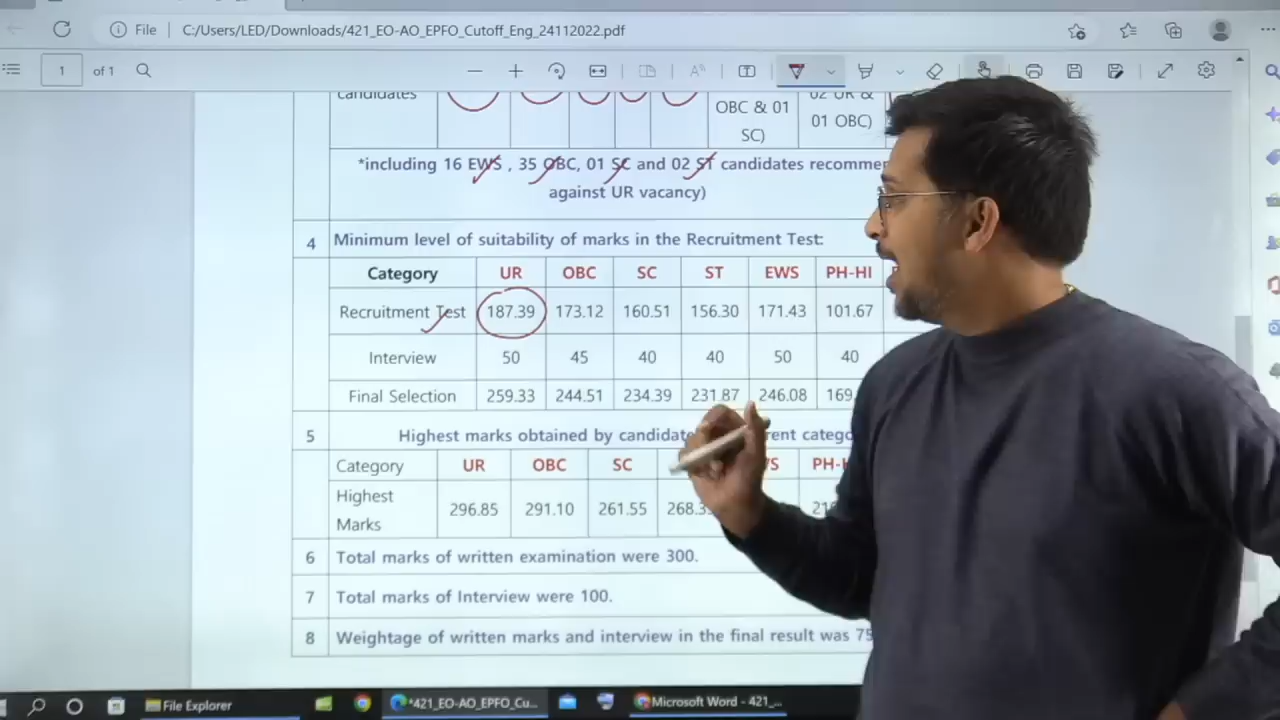 File C:/Users/LED/Downloads/421_EO-AO_EPFO_Cutoff_Eng_24112022.pdf
1 of 1
candidates OBC & 01 SC) 02 UR & 01 OBC)
*including 16 EWS , 35 OBC, 01 SC and 02 ST candidates
against UR vacancy)
4 Minimum level of suitability of marks in the Recruitment Test:
Category UR OBC SC ST EWS PH-HI
Recruitment Test 187.39 173.12 160.51 156.30 171.43 101.67
Interview 50 45 40 40 50 40
Final Selection 259.33 244.51 234.39 231.87 246.08 169.
5 Highest marks obtained by
Category UR OBC SC
Highest Marks 296.85 291.10 261.55
6 Total marks of written examination were 300.
7 Total marks of Interview were 100.
8 Weightage of written marks and interview in the final result was 75
File Explorer *421_EO-AO_EPFO_Cu... Microsoft Word - 421_...